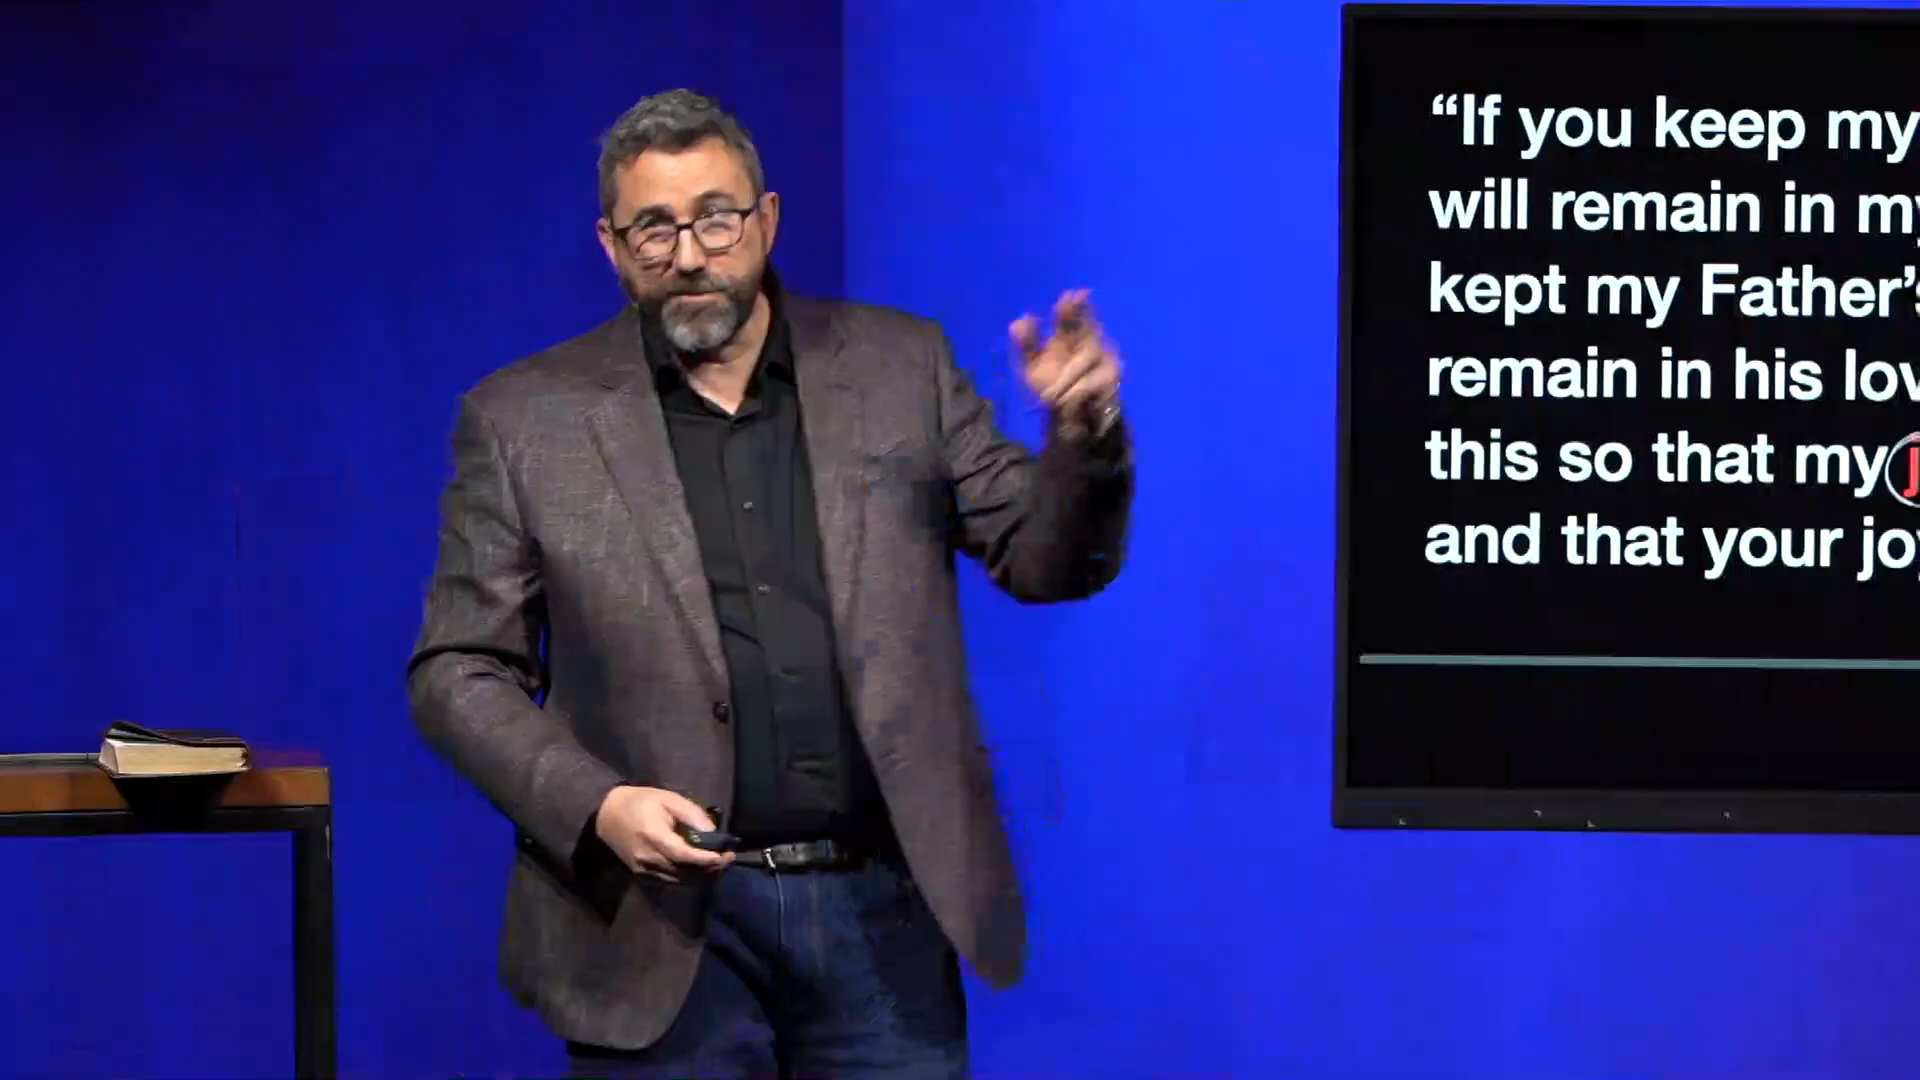 “If you keep my
will remain in my
kept my Father’s
remain in his lov
this so that my j
and that your joy